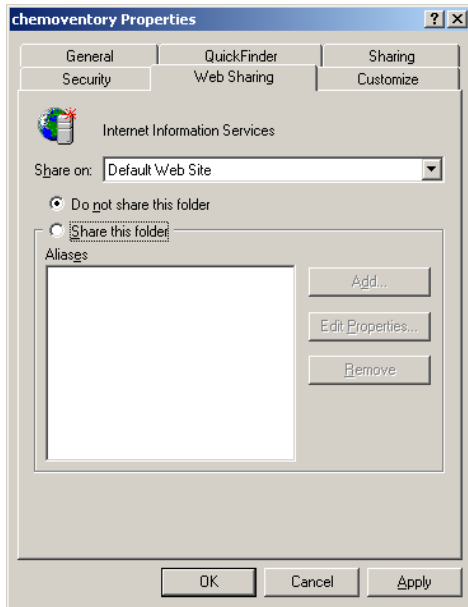 chemoventory Properties
? X
General QuickFinder Sharing
Security Web Sharing Customize
Internet Information Services
Share on: Default Web Site
Do not share this folder
Share this folder
Aliases
Add...
Edit Properties...
Remove
OK Cancel Apply